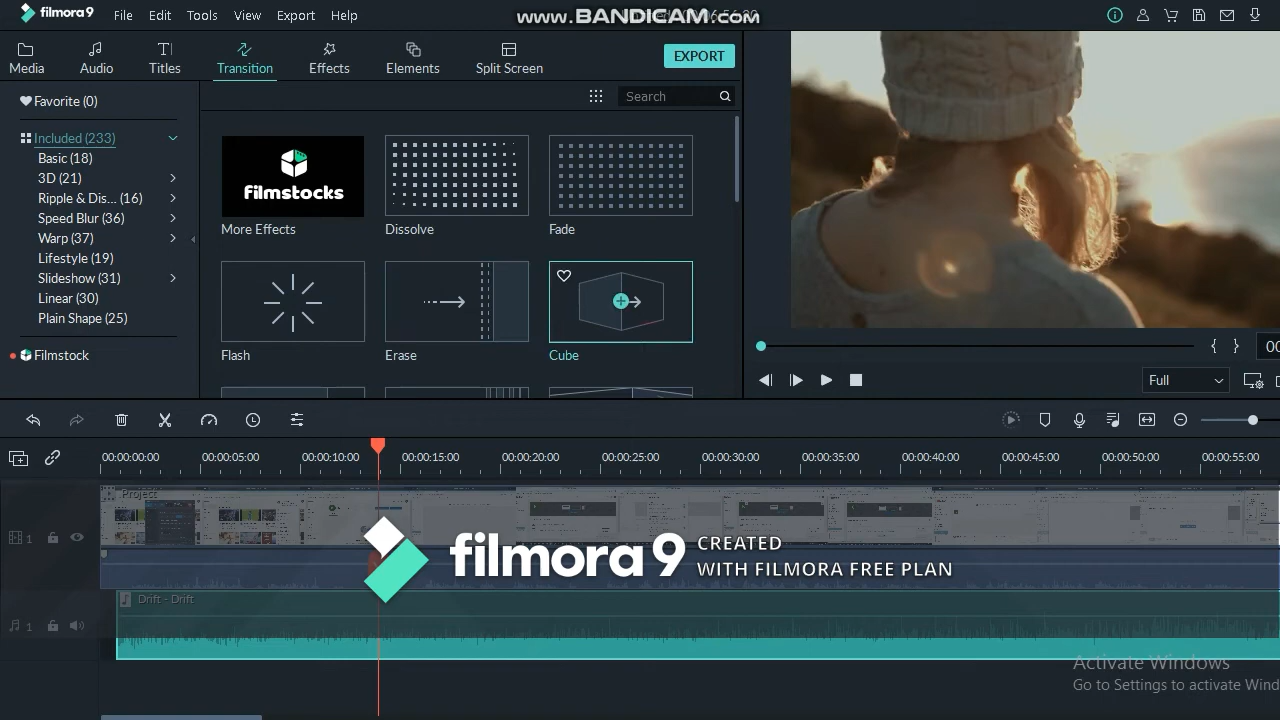 filmora9 File Edit Tools View Export Help
www.BANDICAM.com
Media Audio Titles Transition Effects Elements Split Screen EXPORT
Favorite (0)
Search
Included (233)
Basic (18)
3D (21)
Ripple & Dis... (16)
Speed Blur (36)
Warp (37)
Lifestyle (19)
Slideshow (31)
Linear (30)
Plain Shape (25)
Filmstock
filmstocks
More Effects Dissolve Fade
Flash Erase Cube
{ } 00
Full
00:00:00:00 00:00:05:00 00:00:10:00 00:00:15:00 00:00:20:00 00:00:25:00 00:00:30:00 00:00:35:00 00:00:40:00 00:00:45:00 00:00:50:00 00:00:55:00
Project
1
filmora9 CREATED
WITH FILMORA FREE PLAN
Drift - Drift
1
Activate Windows
Go to Settings to activate Wind